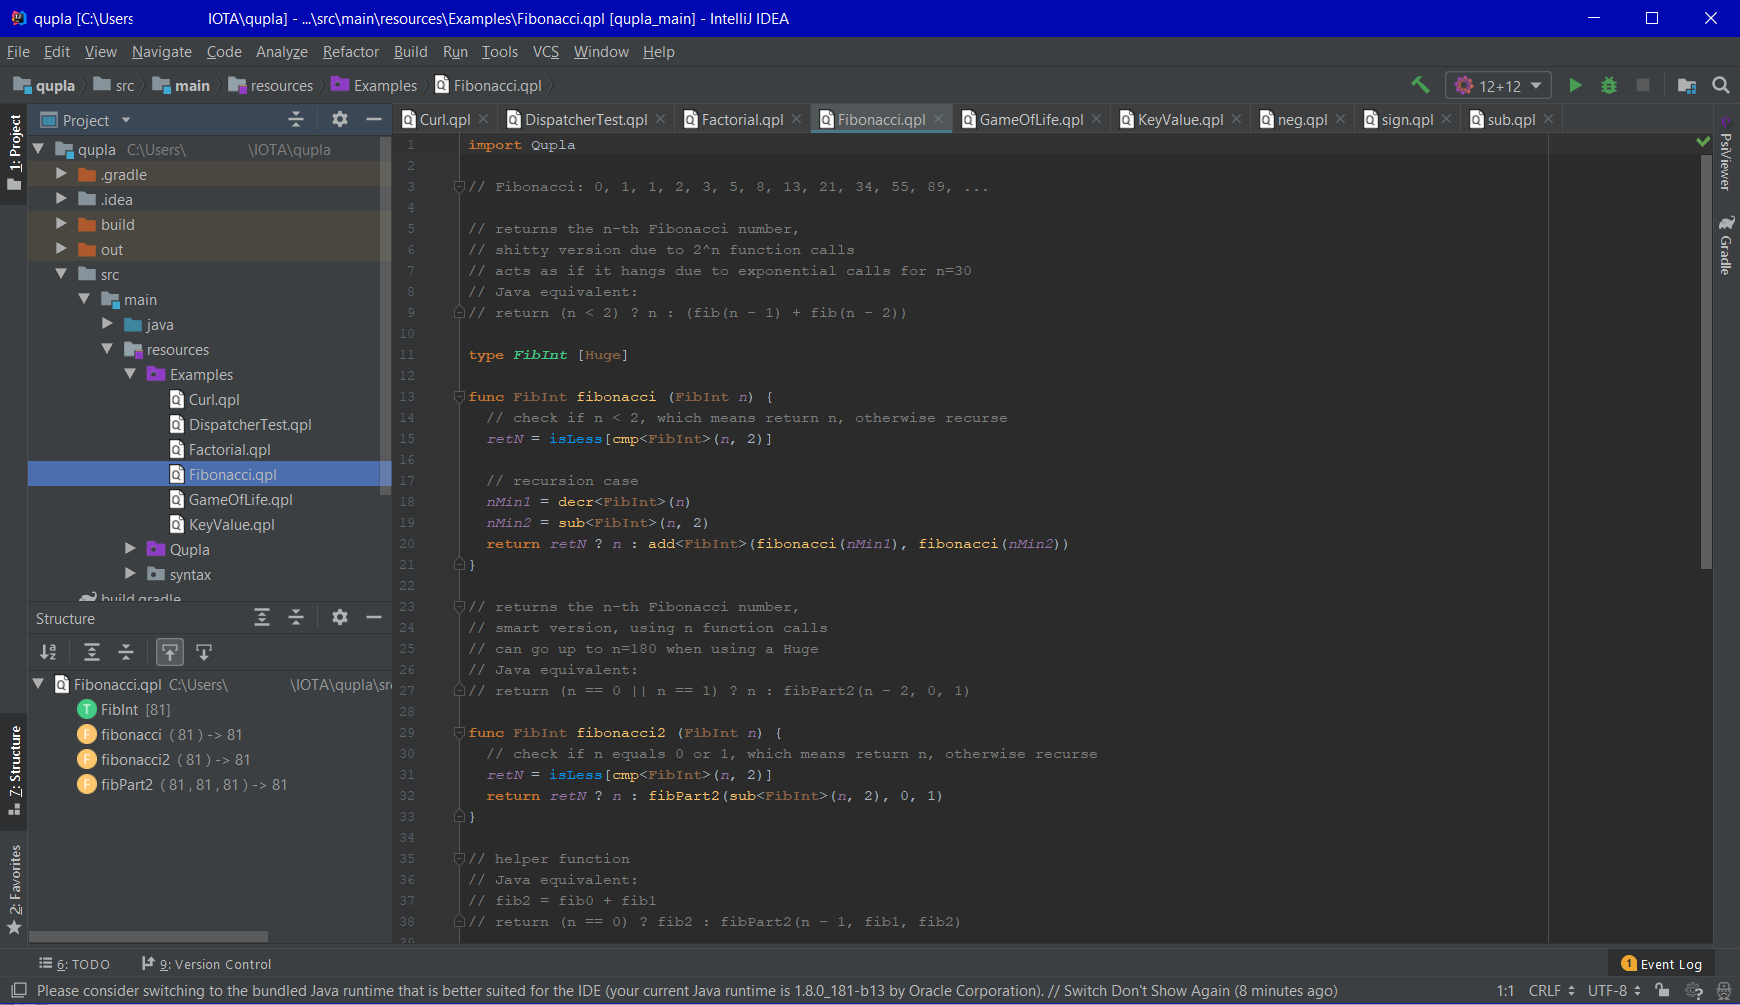 qupla [C:\Users IOTA\qupla] - ...\src\main\resources\Examples\Fibonacci.qpl [qupla_main] - IntelliJ IDEA
File Edit View Navigate Code Analyze Refactor Build Run Tools VCS Window Help
qupla src main resources Examples Fibonacci.qpl 12+12
1: Project
Project
Curl.qpl DispatcherTest.qpl Factorial.qpl Fibonacci.qpl GameOfLife.qpl KeyValue.qpl neg.qpl sign.qpl sub.qpl
qupla C:\Users\ \IOTA\qupla
.gradle
.idea
build
out
src
main
java
resources
Examples
Curl.qpl
DispatcherTest.qpl
Factorial.qpl
Fibonacci.qpl
GameOfLife.qpl
KeyValue.qpl
Qupla
syntax
build.gradle
Structure
Fibonacci.qpl C:\Users\ \IOTA\qupla\src
FibInt [81]
fibonacci ( 81 ) -> 81
fibonacci2 ( 81 ) -> 81
fibPart2 ( 81 , 81 , 81 ) -> 81
7: Structure
2: Favorites
1 import Qupla
2
3 // Fibonacci: 0, 1, 1, 2, 3, 5, 8, 13, 21, 34, 55, 89, ...
4
5 // returns the n-th Fibonacci number,
6 // shitty version due to 2^n function calls
7 // acts as if it hangs due to exponential calls for n=30
8 // Java equivalent:
9 // return (n < 2) ? n : (fib(n - 1) + fib(n - 2))
10
11 type FibInt [Huge]
12
13 func FibInt fibonacci (FibInt n) {
14 // check if n < 2, which means return n, otherwise recurse
15 retN = isLess[cmp<FibInt>(n, 2)]
16
17 // recursion case
18 nMin1 = decr<FibInt>(n)
19 nMin2 = sub<FibInt>(n, 2)
20 return retN ? n : add<FibInt>(fibonacci(nMin1), fibonacci(nMin2))
21 }
22
23 // returns the n-th Fibonacci number,
24 // smart version, using n function calls
25 // can go up to n=180 when using a Huge
26 // Java equivalent:
27 // return (n == 0 || n == 1) ? n : fibPart2(n - 2, 0, 1)
28
29 func FibInt fibonacci2 (FibInt n) {
30 // check if n equals 0 or 1, which means return n, otherwise recurse
31 retN = isLess[cmp<FibInt>(n, 2)]
32 return retN ? n : fibPart2(sub<FibInt>(n, 2), 0, 1)
33 }
34
35 // helper function
36 // Java equivalent:
37 // fib2 = fib0 + fib1
38 // return (n == 0) ? fib2 : fibPart2(n - 1, fib1, fib2)
39
PsiViewer
Gradle
6: TODO 9: Version Control 1 Event Log
Please consider switching to the bundled Java runtime that is better suited for the IDE (your current Java runtime is 1.8.0_181-b13 by Oracle Corporation). // Switch Don't Show Again (8 minutes ago) 1:1 CRLF UTF-8